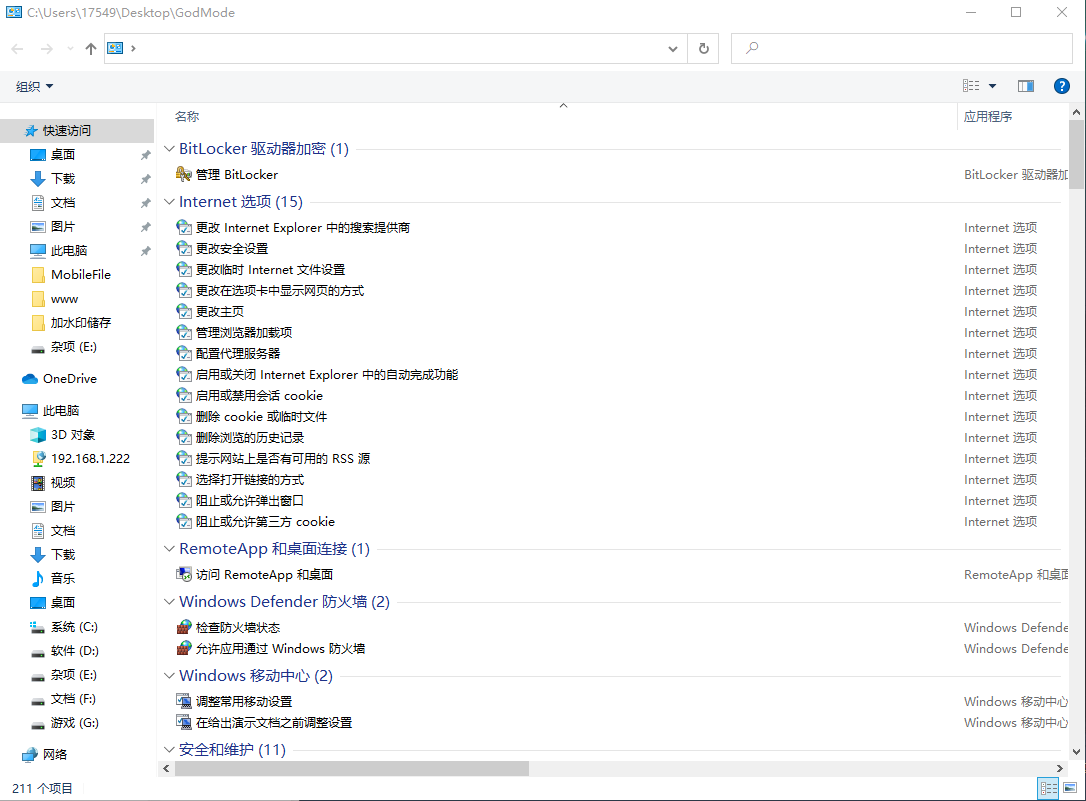 C:\Users\17549\Desktop\GodMode
组织
名称
应用程序
快速访问
桌面
下载
文档
图片
此电脑
MobileFile
www
加水印储存
杂项 (E:)
OneDrive
此电脑
3D 对象
192.168.1.222
视频
图片
文档
下载
音乐
桌面
系统 (C:)
软件 (D:)
杂项 (E:)
文档 (F:)
游戏 (G:)
网络
BitLocker 驱动器加密 (1)
管理 BitLocker
BitLocker 驱动器加
Internet 选项 (15)
更改 Internet Explorer 中的搜索提供商
Internet 选项
更改安全设置
Internet 选项
更改临时 Internet 文件设置
Internet 选项
更改在选项卡中显示网页的方式
Internet 选项
更改主页
Internet 选项
管理浏览器加载项
Internet 选项
配置代理服务器
Internet 选项
启用或关闭 Internet Explorer 中的自动完成功能
Internet 选项
启用或禁用会话 cookie
Internet 选项
删除 cookie 或临时文件
Internet 选项
删除浏览的历史记录
Internet 选项
提示网站上是否有可用的 RSS 源
Internet 选项
选择打开链接的方式
Internet 选项
阻止或允许弹出窗口
Internet 选项
阻止或允许第三方 cookie
Internet 选项
RemoteApp 和桌面连接 (1)
访问 RemoteApp 和桌面
RemoteApp 和桌面
Windows Defender 防火墙 (2)
检查防火墙状态
Windows Defende
允许应用通过 Windows 防火墙
Windows Defende
Windows 移动中心 (2)
调整常用移动设置
Windows 移动中心
在给出演示文档之前调整设置
Windows 移动中心
安全和维护 (11)
211 个项目